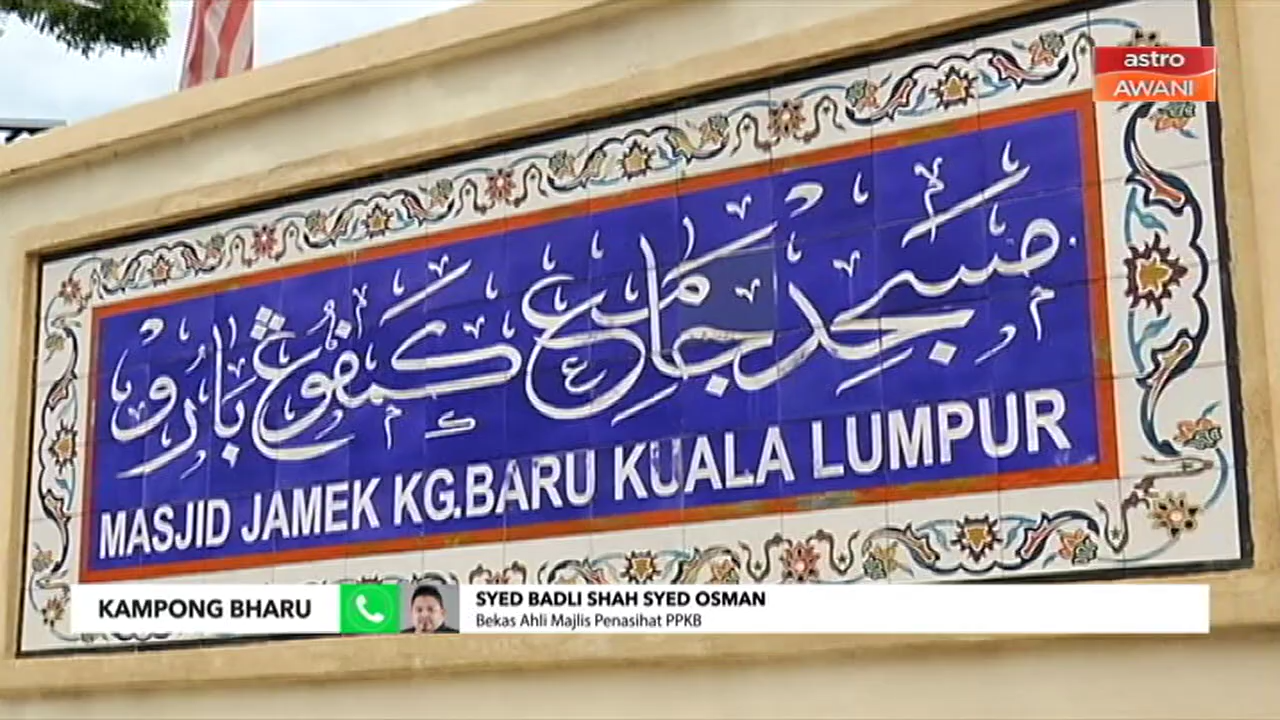 astro
AWANI
مسجد جامع كمڤوڠ بارو
MASJID JAMEK KG.BARU KUALA LUMPUR
KAMPONG BHARU
SYED BADLI SHAH SYED OSMAN
Bekas Ahli Majlis Penasihat PPKB